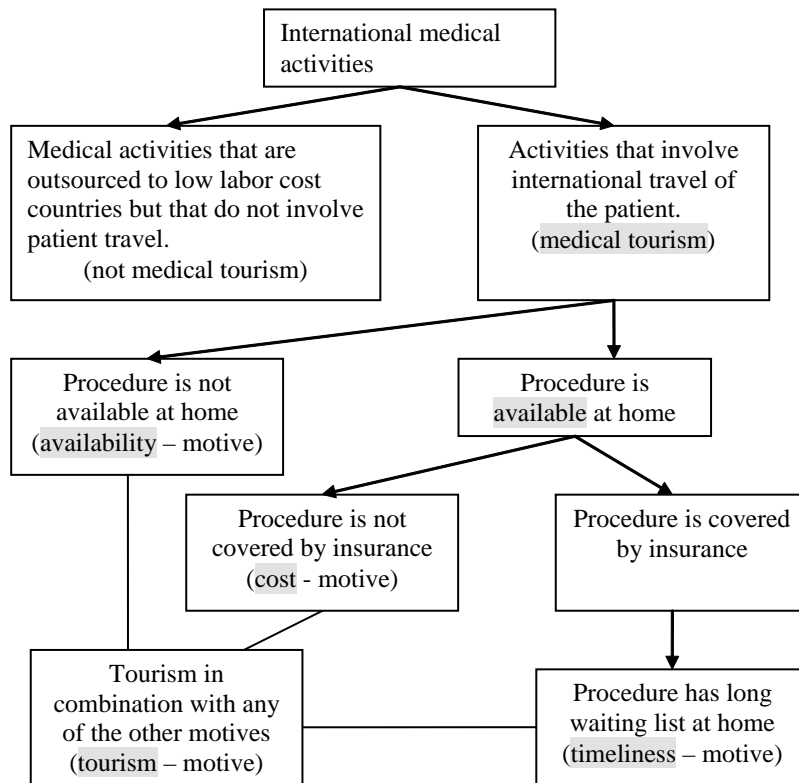 International medical
activities
Medical activities that are
outsourced to low labor cost
countries but that do not involve
patient travel.
(not medical tourism)
Activities that involve
international travel of
the patient.
(medical tourism)
Procedure is not
available at home
(availability – motive)
Procedure is
available at home
Procedure is not
covered by insurance
(cost - motive)
Procedure is covered
by insurance
Tourism in
combination with any
of the other motives
(tourism – motive)
Procedure has long
waiting list at home
(timeliness – motive)